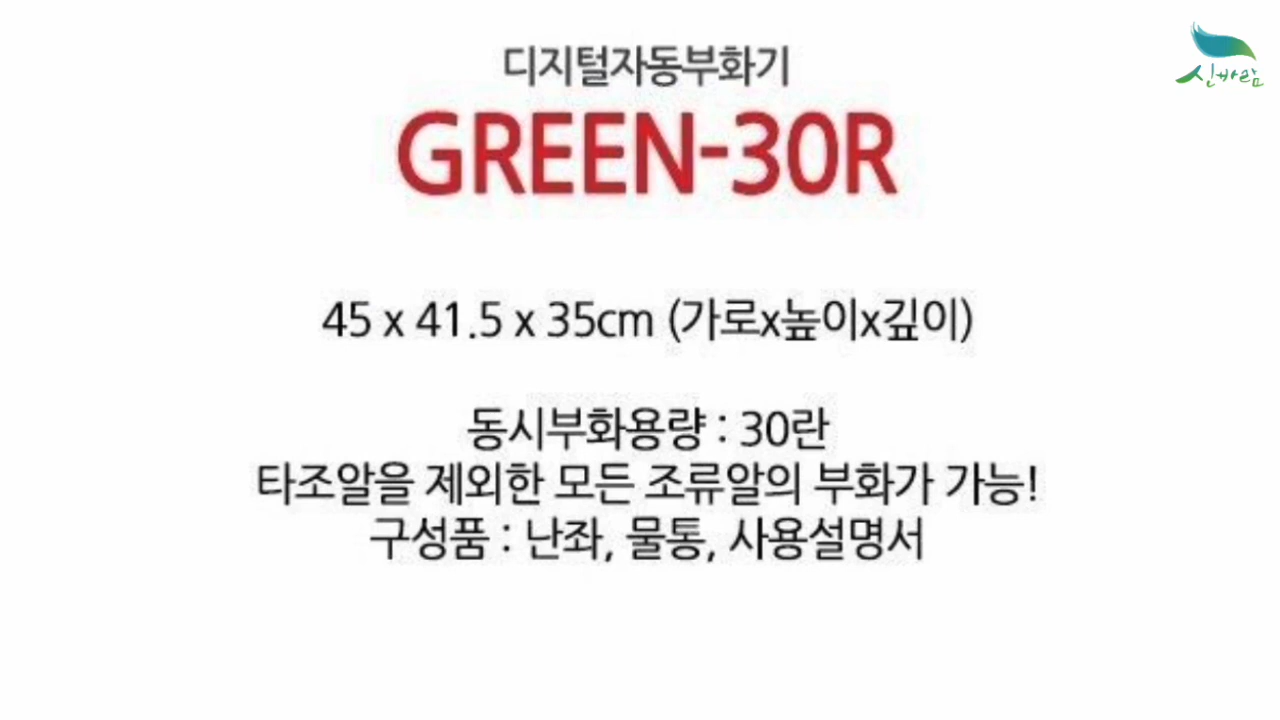 디지털자동부화기
신바람
GREEN-30R
45 x 41.5 x 35cm (가로x높이x깊이)
동시부화용량 : 30란
타조알을 제외한 모든 조류알의 부화가 가능!
구성품 : 난좌, 물통, 사용설명서